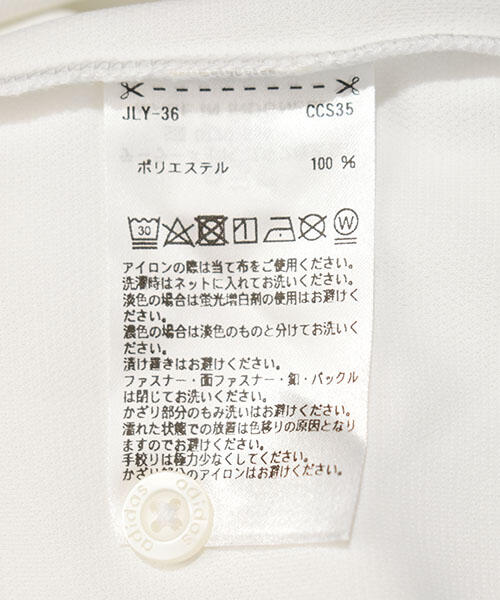 JLY-36 CCS35
ポリエステル 100 %
30 W
アイロンの際は当て布をご使用ください。
洗濯時はネットに入れてお洗いください。
淡色の場合は蛍光増白剤の使用はお避けく
ださい。
濃色の場合は淡色のものと分けてお洗いく
ださい。
漬け置きはお避けください。
ファスナー・面ファスナー・釦・バックル
は閉じてお洗いください。
かざり部分のもみ洗いはお避けください。
濡れた状態での放置は色移りの原因となり
ますのでお避けください。
手絞りは極力少なくしてください。
かざり部分のアイロンはお避けください。
adidas adidas